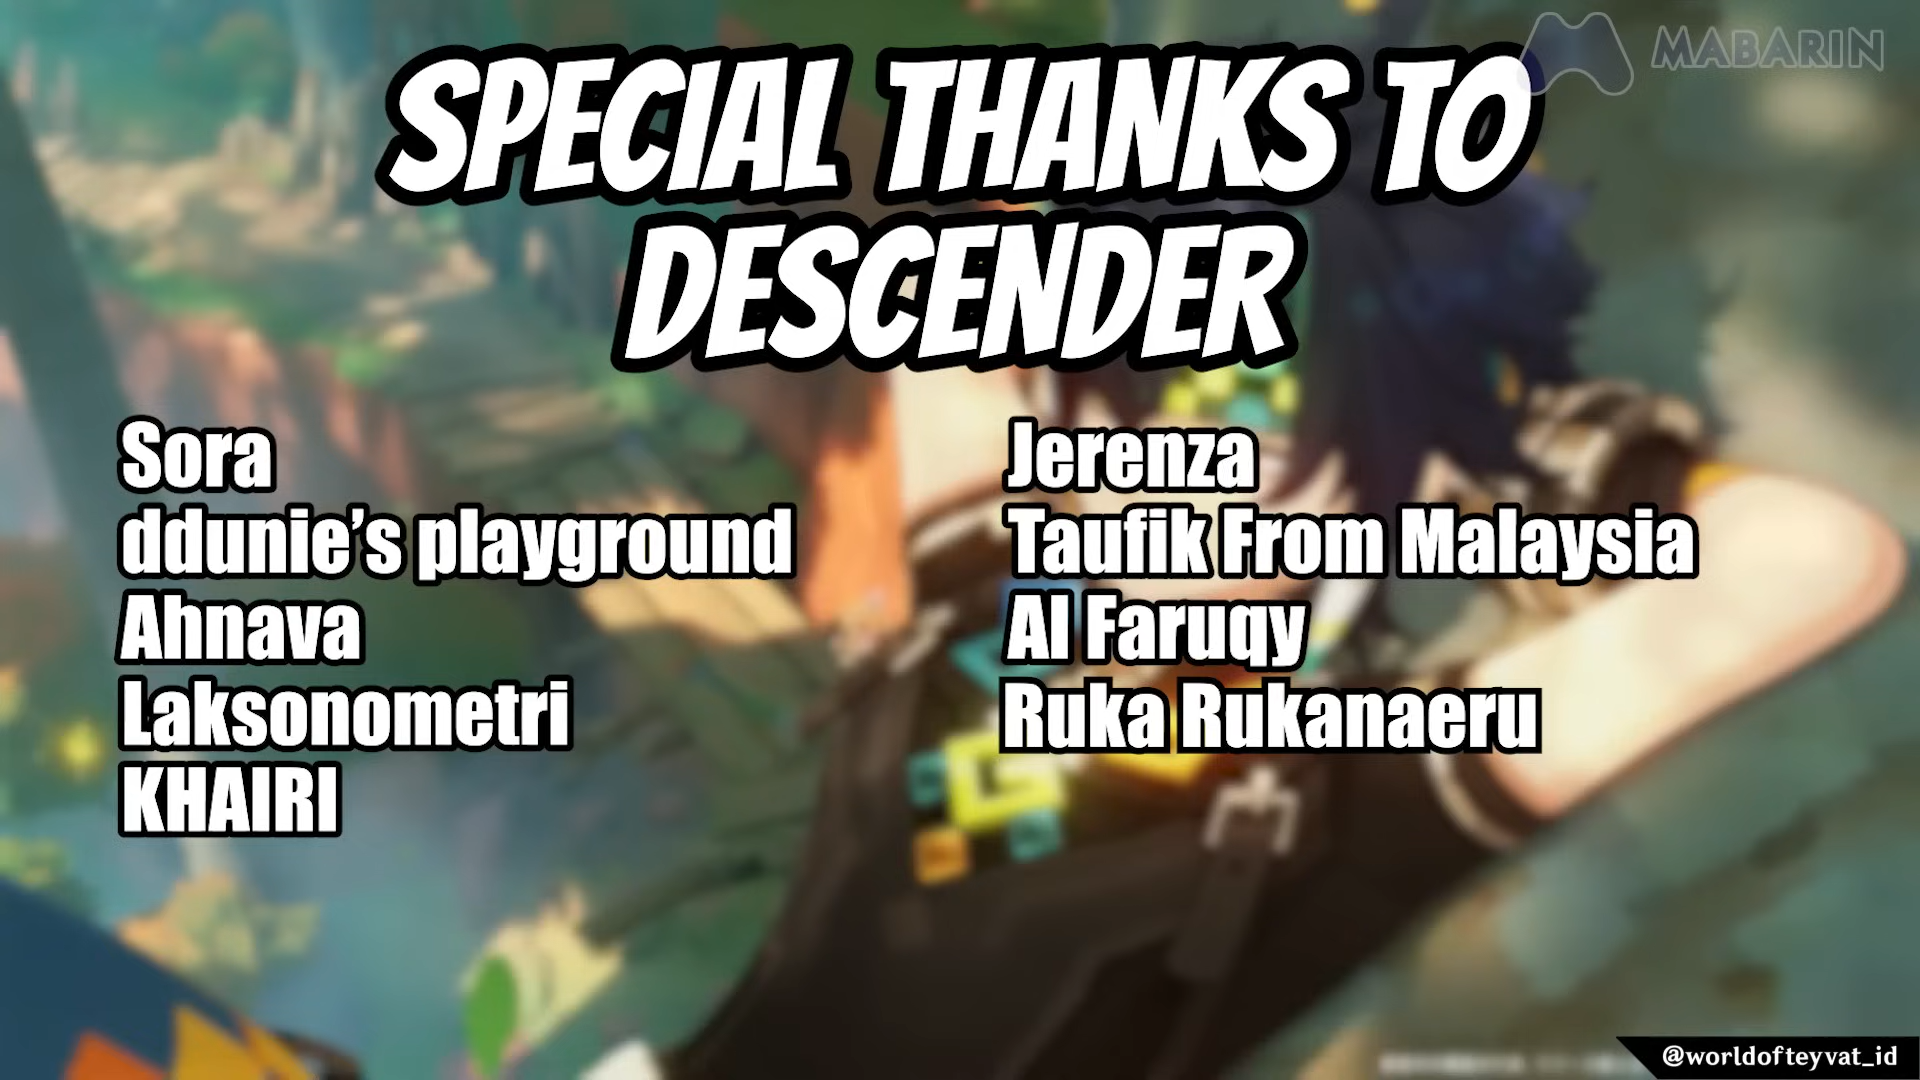 MABARIN
SPECIAL THANKS TO
DESCENDER
Sora
ddunie’s playground
Ahnava
Laksonometri
KHAIRI
Jerenza
Taufik From Malaysia
Al Faruqy
Ruka Rukanaeru
@worldofteyvat_id